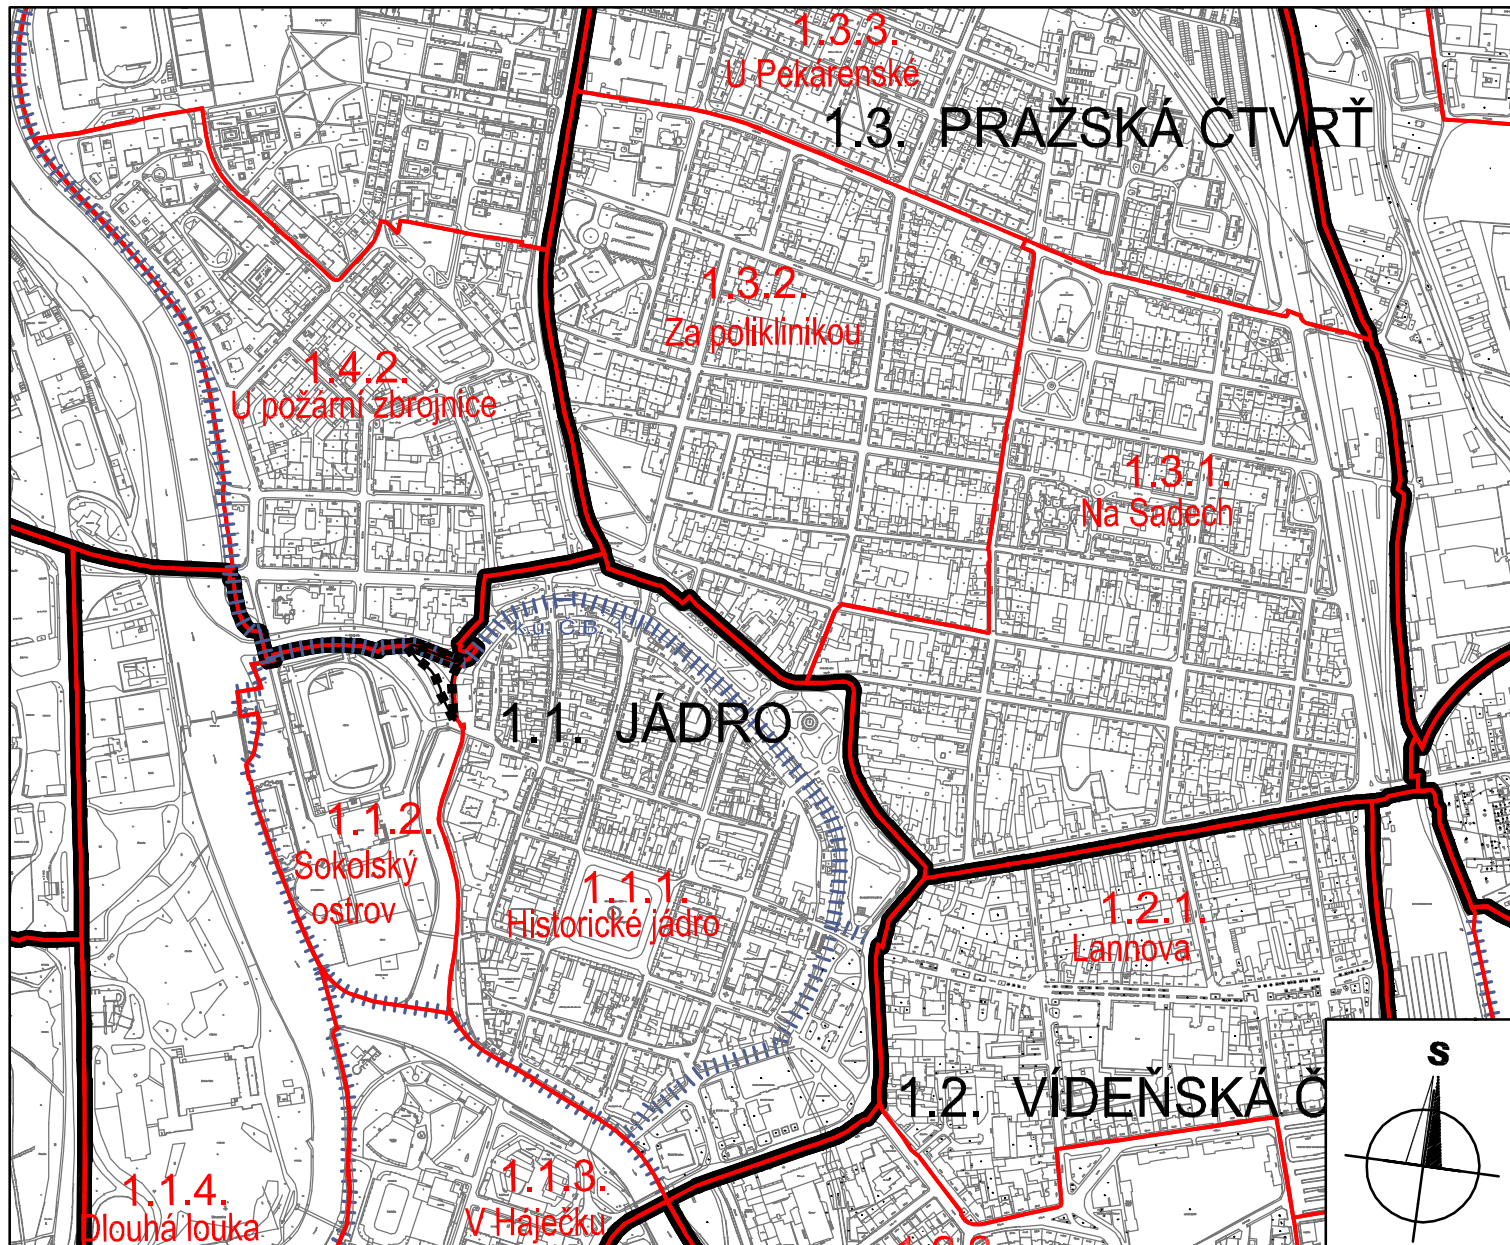 1.3.3.
U Pekárenské
1.3. PRAŽSKÁ ČTVRŤ
1.3.2.
Za poliklinikou
1.4.2.
U požární zbrojnice
1.3.1.
Na Sadech
k.ú. Č.B. 1
1.1. JÁDRO
1.1.2.
Sokolský
ostrov
1.1.1.
Historické jádro
1.2.1.
Lannova
1.2. VÍDEŇSKÁ Č
S
1.1.4.
Dlouhá louka
1.1.3.
V Háječku